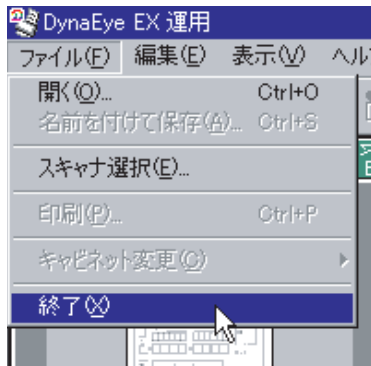 DynaEye EX 運用
ファイル(F) 編集(E) 表示(V) ヘル
開く(O)... Ctrl+O
名前を付けて保存(A)... Ctrl+S
スキャナ選択(E)...
印刷(P)... Ctrl+P
キャビネット変更(C)
終了(X)